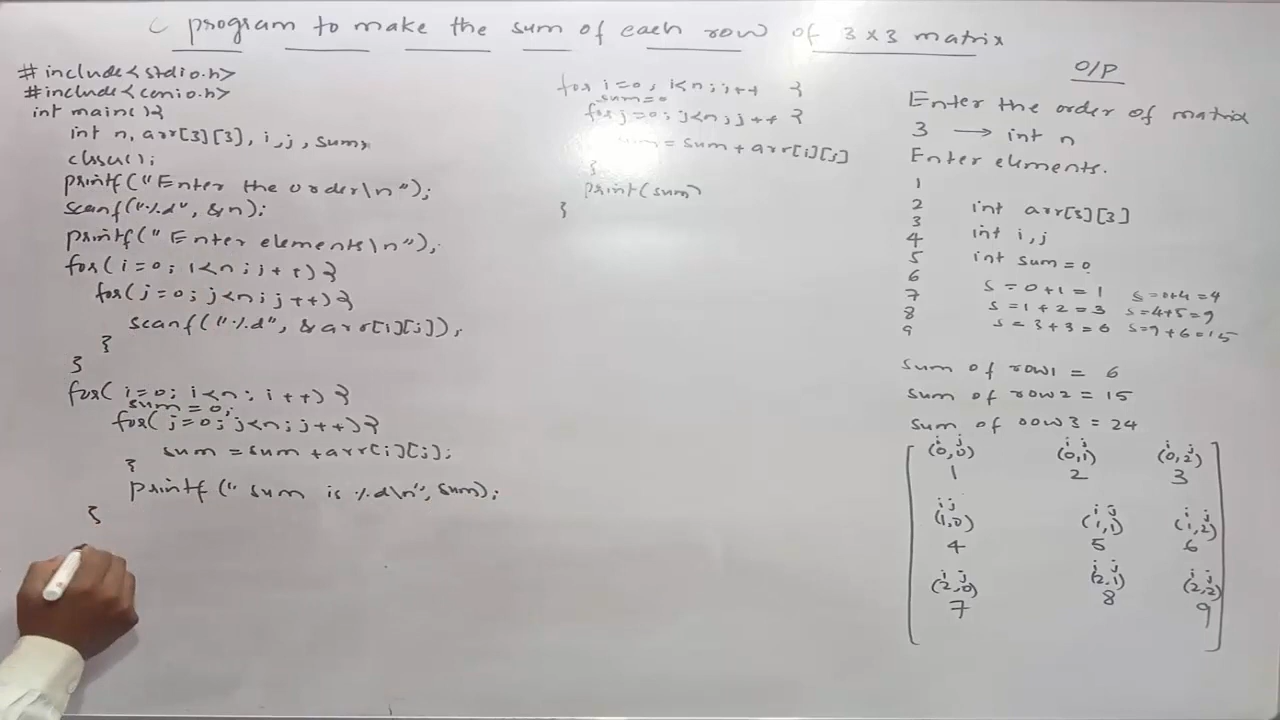 C program to make the sum of each row of 3 x 3 matrix
#include<stdio.h>
#include<conio.h>
int main(){
int n, arr[3][3], i, j, sum;
clrscr();
printf("Enter the order\n");
scanf("%d", &n);
printf("Enter elements\n");
for(i=0; i<n; i++){
for(j=0; j<n; j++){
scanf("%d", &arr[i][j]);
}
}
for(i=0; i<n; i++){
sum = 0;
for(j=0; j<n; j++){
sum = sum + arr[i][j];
}
printf("sum is %d\n", sum);
}
for i=0; i<n; i++ {
sum=0
for j=0; j<n; j++ {
sum = sum + arr[i][j]
}
print(sum)
}
O/P
Enter the order of matrix
3 → int n
Enter elements.
1
2 int arr[3][3]
3
4 int i,j
5 int sum=0
6
7 s = 0+1 = 1 s=0+4=4
8 s = 1+2 = 3 s=4+5=9
9 s = 3+3 = 6 s=9+6=15
sum of row1 = 6
sum of row2 = 15
sum of row3 = 24
i j i j i j
(0,0) (0,1) (0,2)
1 2 3
i j i j i j
(1,0) (1,1) (1,2)
4 5 6
i j i j i j
(2,0) (2,1) (2,2)
7 8 9